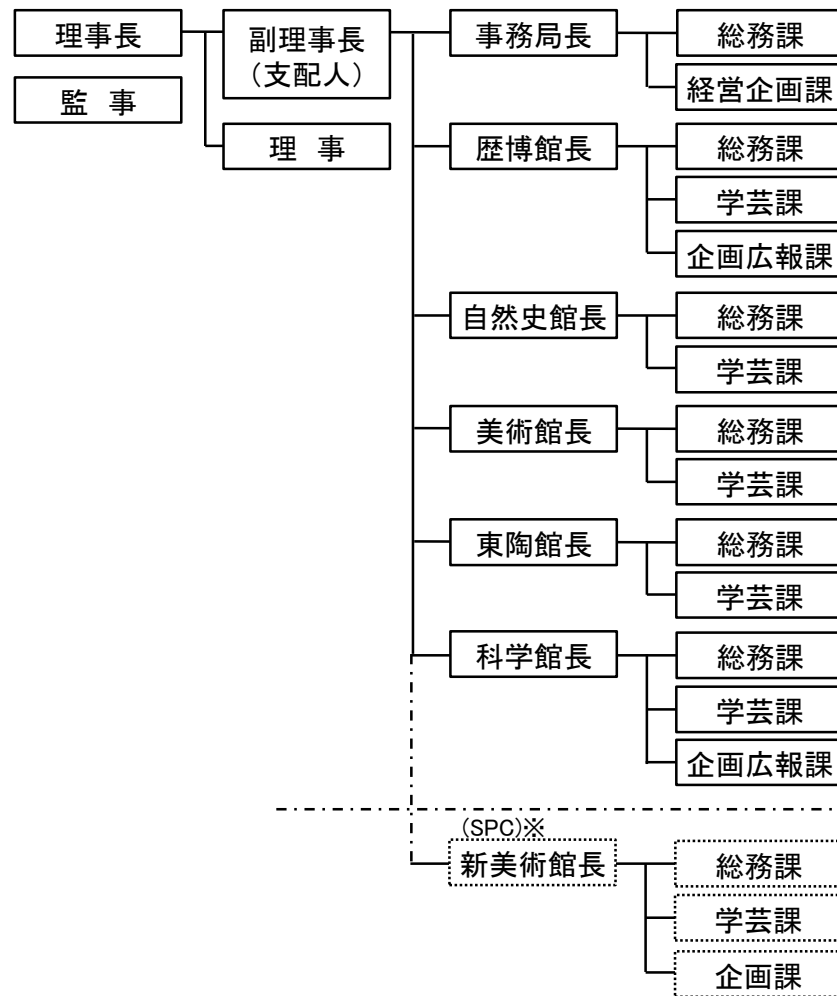 理事長
監 事
副理事長
（支配人）
理 事
事務局長
総務課
経営企画課
歴博館長
総務課
学芸課
企画広報課
自然史館長
総務課
学芸課
美術館長
総務課
学芸課
東陶館長
総務課
学芸課
科学館長
総務課
学芸課
企画広報課
(SPC)※
新美術館長
総務課
学芸課
企画課